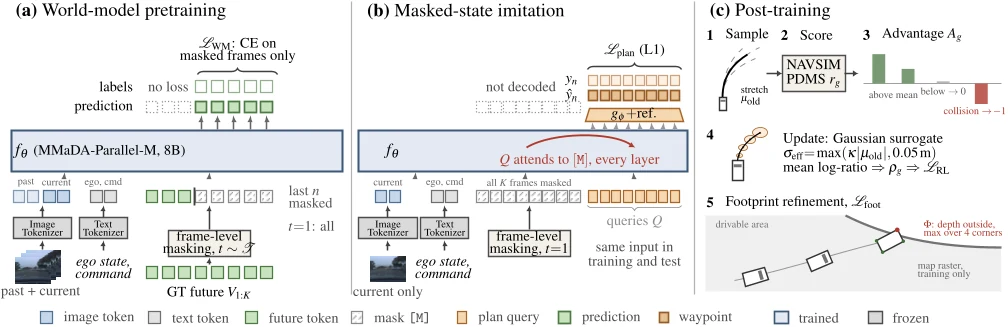 (a) World-model pretraining
ℒWM: CE on
masked frames only
labels
no loss
prediction
fθ (MMaDA-Parallel-M, 8B)
past
current
ego, cmd
last n
masked
t=1: all
Image
Tokenizer
Text
Tokenizer
frame-level
masking, t ∼ 𝒯
ego state,
command
past + current
GT future V1:K
(b) Masked-state imitation
ℒplan (L1)
not decoded
yn
ŷn
gϕ+ref.
fθ
Q attends to [M], every layer
current
ego, cmd
all K frames masked
Image
Tokenizer
Text
Tokenizer
frame-level
masking, t=1
queries Q
same input in
training and test
ego state,
command
current only
(c) Post-training
1 Sample
2 Score
3 Advantage Ag
stretch
μold
NAVSIM
PDMS rg
above mean
below→0
collision→−1
4
Update: Gaussian surrogate
σeff=max(κ|μold|, 0.05 m)
mean log-ratio ⇒ ρg ⇒ ℒRL
5 Footprint refinement, ℒfoot
drivable area
Φ: depth outside,
max over 4 corners
map raster,
training only
image token
text token
future token
mask [M]
plan query
prediction
waypoint
trained
frozen